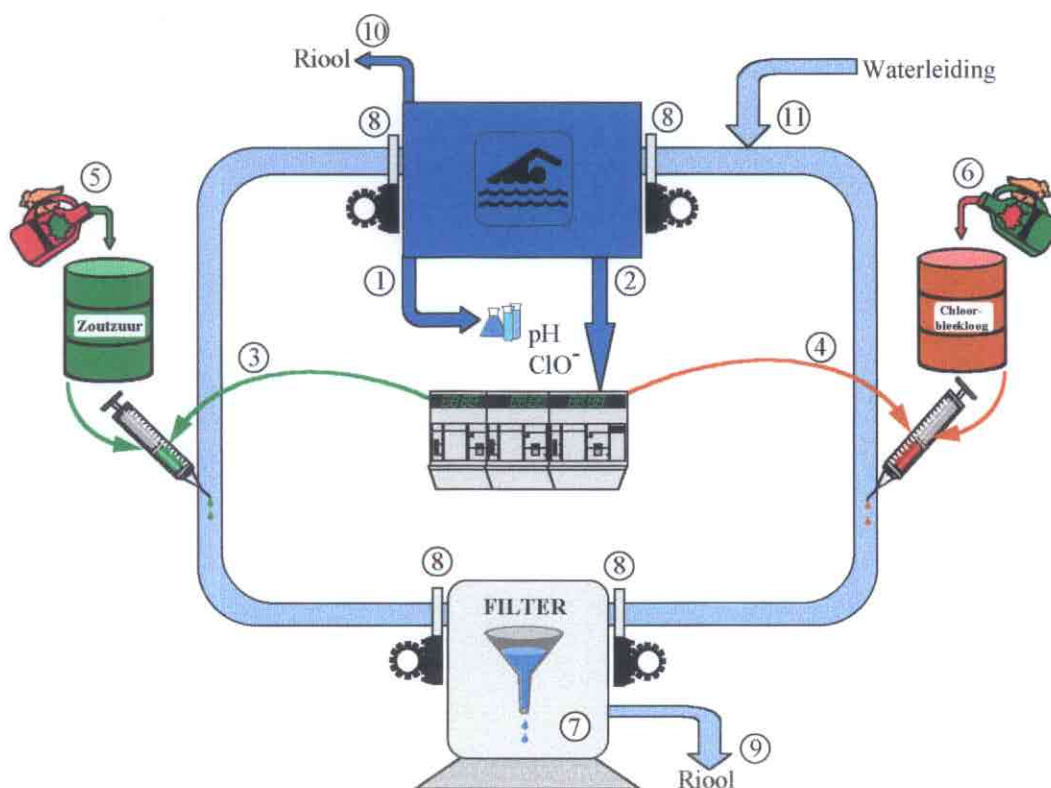 ⑩
Riool
Waterleiding
⑧
⑧
⑪
⑤
⑥
①
②
Zoutzuur
Chloor-
bleekloog
pH
ClO⁻
③
④
⑧
⑧
FILTER
⑦
⑨
Riool